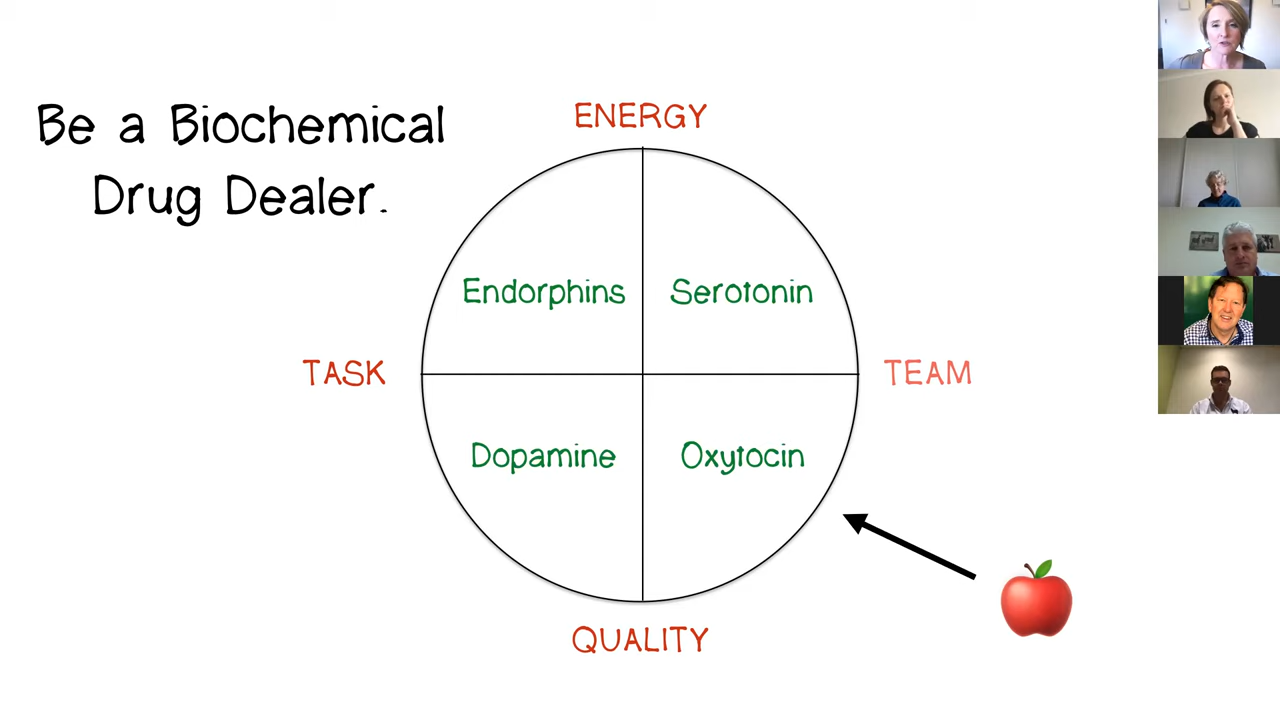 Be a Biochemical
Drug Dealer.
ENERGY
Endorphins
Serotonin
TASK
TEAM
Dopamine
Oxytocin
QUALITY